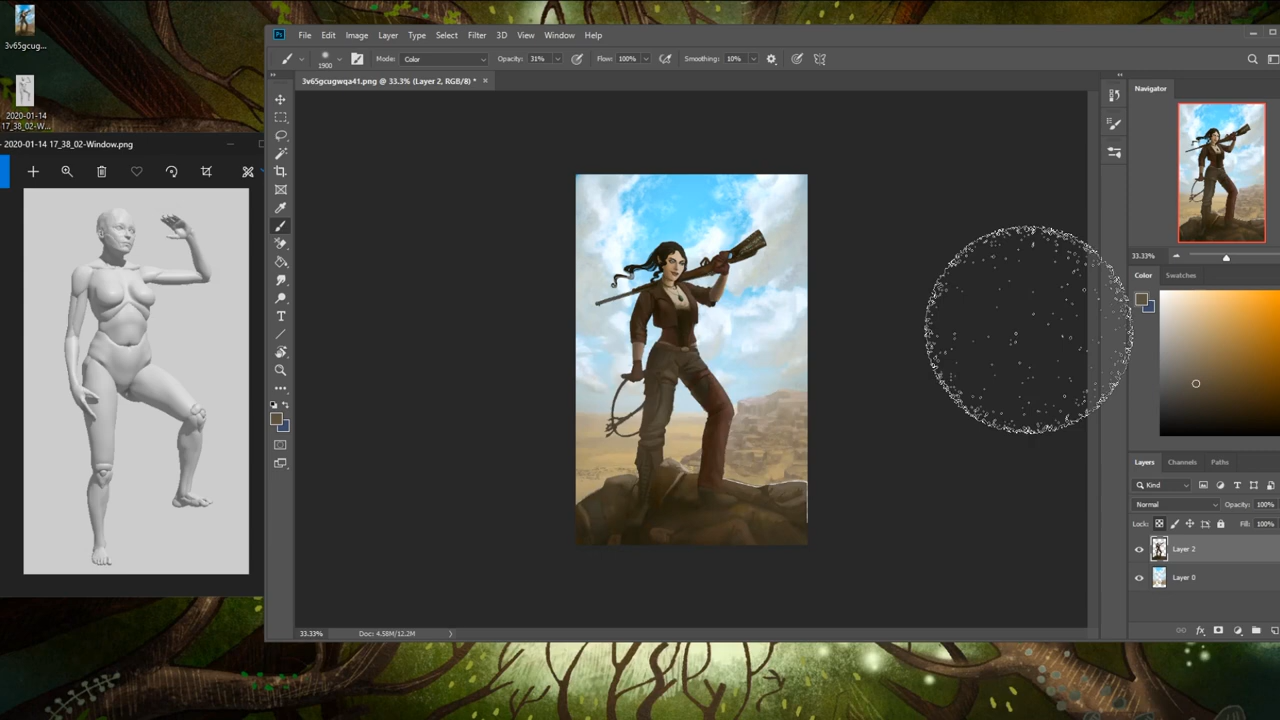 3v65gcug...
2020-01-14
17_38_02-W...
- 2020-01-14 17_38_02-Window.png
Ps File Edit Image Layer Type Select Filter 3D View Window Help
1900 Mode: Color Opacity: 31% Flow: 100% Smoothing: 10%
3v65gcugwqa41.png @ 33.3% (Layer 2, RGB/8) * ×
Navigator
33.33%
Color Swatches
Layers Channels Paths
Kind
Normal Opacity: 100%
Lock: Fill: 100%
Layer 2
Layer 0
fx
33.33% Doc: 4.58M/12.2M